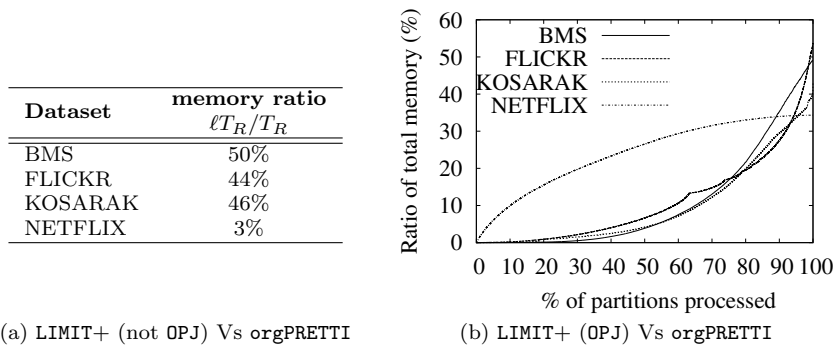 Dataset memory ratio
ℓT_R/T_R
BMS 50%
FLICKR 44%
KOSARAK 46%
NETFLIX 3%
(a) LIMIT+ (not OPJ) Vs orgPRETTI
Ratio of total memory (%)
60
50
40
30
20
10
0
BMS
FLICKR
KOSARAK
NETFLIX
0 10 20 30 40 50 60 70 80 90 100
% of partitions processed
(b) LIMIT+ (OPJ) Vs orgPRETTI